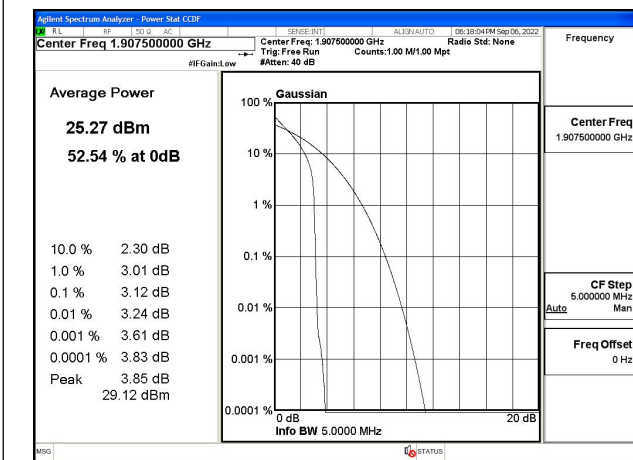 Agilent Spectrum Analyzer - Power Stat CCDF
RL RF 50 Ω AC SENSE:INT ALIGN AUTO 06:18:04 PM Sep 06, 2022
Center Freq 1.907500000 GHz
Center Freq: 1.907500000 GHz Radio Std: None
Trig: Free Run Counts:1.00 M/1.00 Mpt
#IFGain:Low #Atten: 40 dB
Frequency
Average Power
25.27 dBm
52.54 % at 0dB
10.0 % 2.30 dB
1.0 % 3.01 dB
0.1 % 3.12 dB
0.01 % 3.24 dB
0.001 % 3.61 dB
0.0001 % 3.83 dB
Peak 3.85 dB
29.12 dBm
Gaussian
100 %
10 %
1 %
0.1 %
0.01 %
0.001 %
0.0001 %
0 dB 20 dB
Info BW 5.0000 MHz
Center Freq
1.907500000 GHz
CF Step
5.000000 MHz
Auto Man
Freq Offset
0 Hz
MSG STATUS